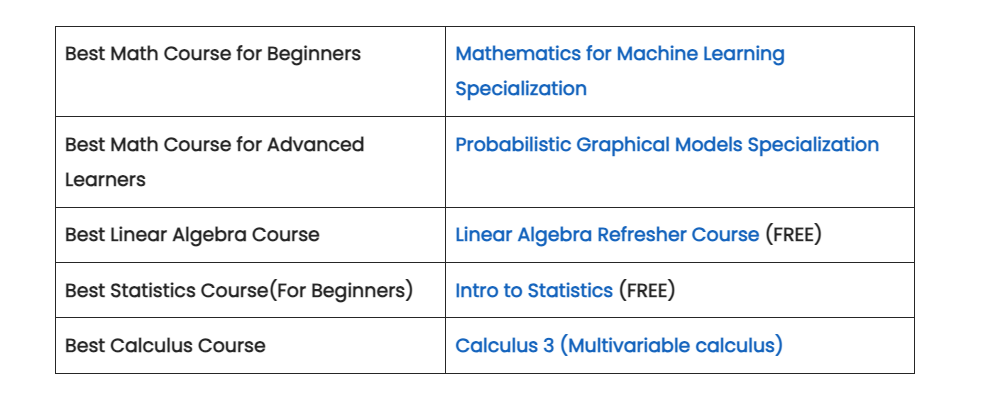 Best Math Course for Beginners
Mathematics for Machine Learning
Specialization
Best Math Course for Advanced
Learners
Probabilistic Graphical Models Specialization
Best Linear Algebra Course
Linear Algebra Refresher Course (FREE)
Best Statistics Course(For Beginners)
Intro to Statistics (FREE)
Best Calculus Course
Calculus 3 (Multivariable calculus)